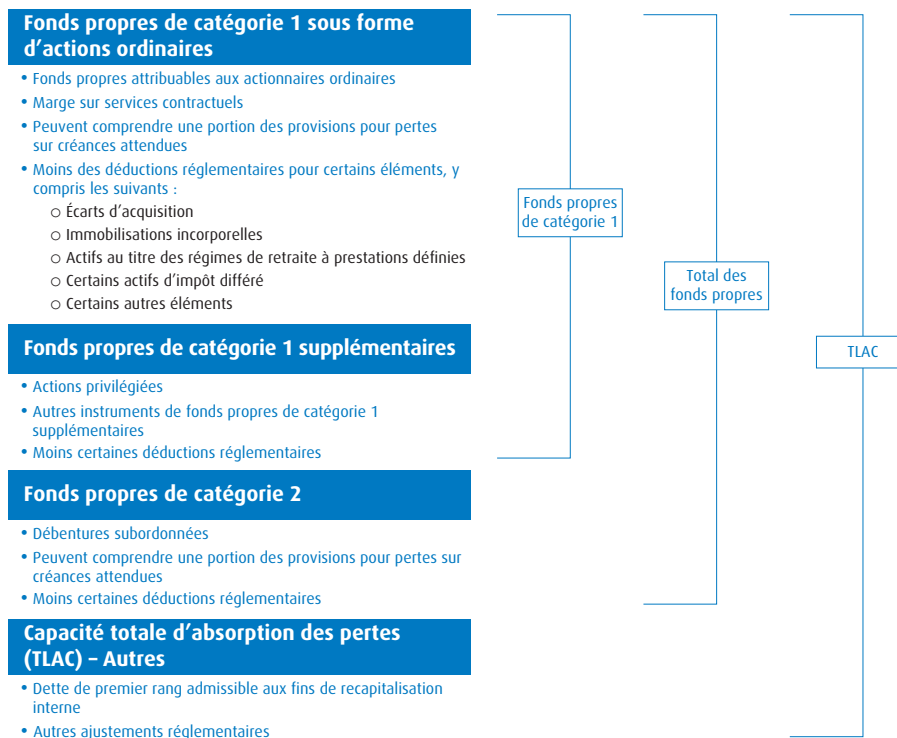 Fonds propres de catégorie 1 sous forme
d'actions ordinaires
• Fonds propres attribuables aux actionnaires ordinaires
• Marge sur services contractuels
• Peuvent comprendre une portion des provisions pour pertes
sur créances attendues
• Moins des déductions réglementaires pour certains éléments, y
compris les suivants :
o Écarts d'acquisition
o Immobilisations incorporelles
o Actifs au titre des régimes de retraite à prestations définies
o Certains actifs d'impôt différé
o Certains autres éléments
Fonds propres de catégorie 1 supplémentaires
• Actions privilégiées
• Autres instruments de fonds propres de catégorie 1
supplémentaires
• Moins certaines déductions réglementaires
Fonds propres de catégorie 2
• Débentures subordonnées
• Peuvent comprendre une portion des provisions pour pertes sur
créances attendues
• Moins certaines déductions réglementaires
Capacité totale d'absorption des pertes
(TLAC) – Autres
• Dette de premier rang admissible aux fins de recapitalisation
interne
• Autres ajustements réglementaires
Fonds propres
de catégorie 1
Total des
fonds propres
TLAC